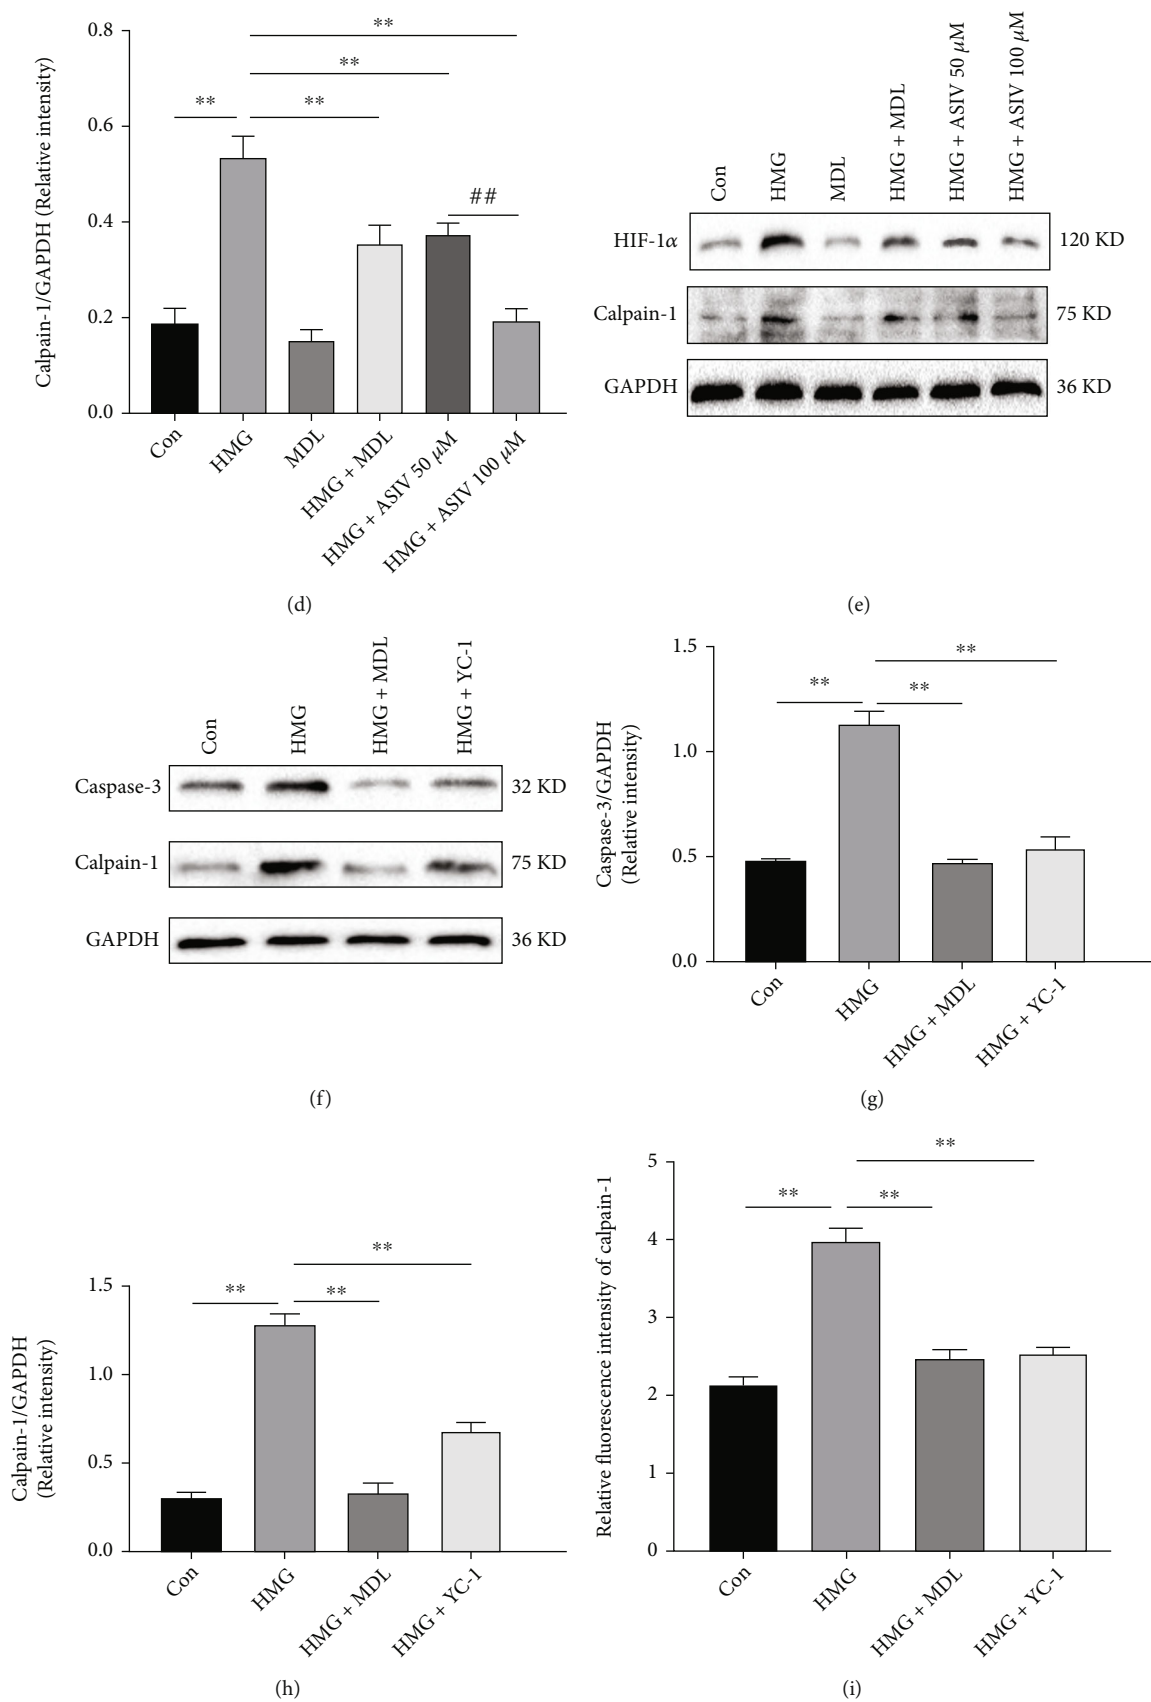 Calpain-1/GAPDH (Relative intensity)
0.8
0.6
0.4
0.2
0.0
**
**
**
**
##
Con
HMG
MDL
HMG + MDL
HMG + ASIV 50 μM
HMG + ASIV 100 μM
(d)
Con
HMG
MDL
HMG + MDL
HMG + ASIV 50 μM
HMG + ASIV 100 μM
HIF-1α 120 KD
Calpain-1 75 KD
GAPDH 36 KD
(e)
Con
HMG
HMG + MDL
HMG + YC-1
Caspase-3 32 KD
Calpain-1 75 KD
GAPDH 36 KD
(f)
Caspase-3/GAPDH
(Relative intensity)
1.5
1.0
0.5
0.0
**
**
**
Con
HMG
HMG + MDL
HMG + YC-1
(g)
Calpain-1/GAPDH
(Relative intensity)
1.5
1.0
0.5
0.0
**
**
**
Con
HMG
HMG + MDL
HMG + YC-1
(h)
Relative fluorescence intensity of calpain-1
5
4
3
2
1
0
**
**
**
Con
HMG
HMG + MDL
HMG + YC-1
(i)